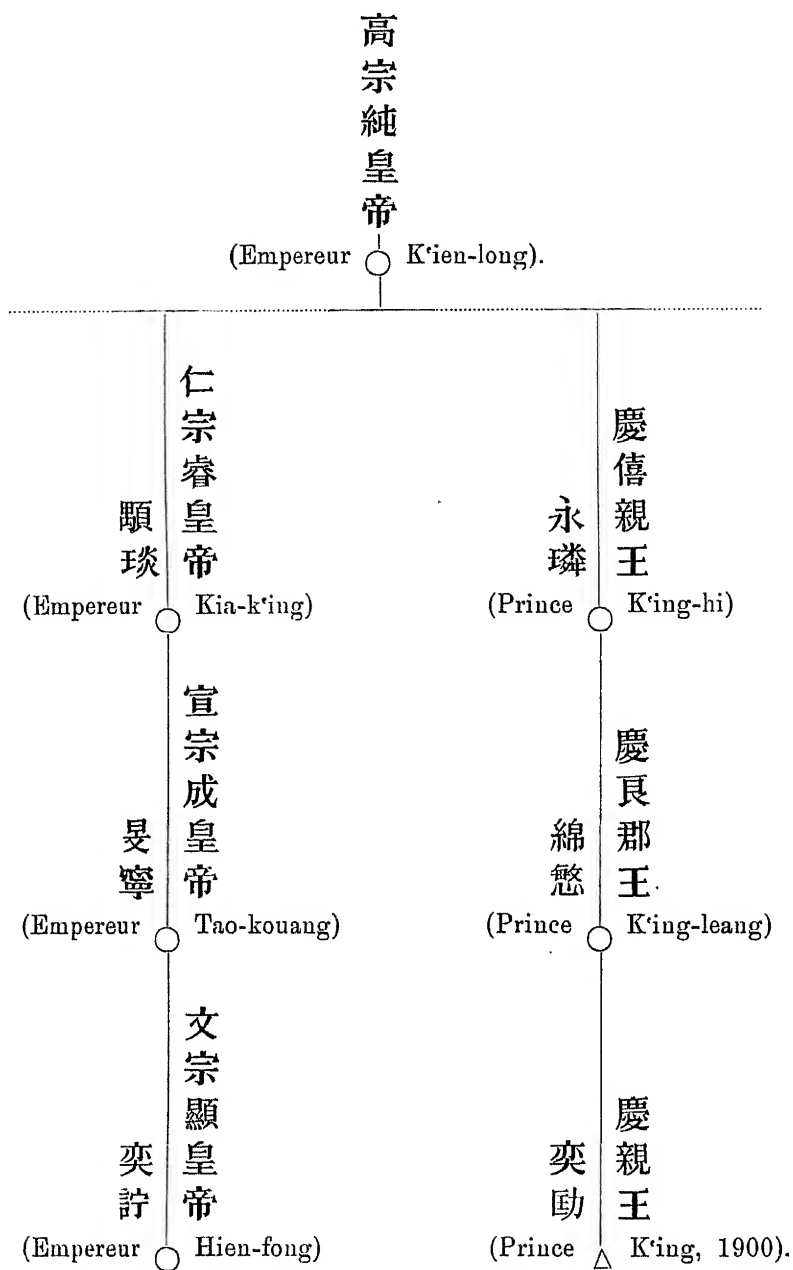 高宗純皇帝
(Empereur K‘ien-long).
仁宗睿皇帝
顒琰
(Empereur Kia-k‘ing)
慶僖親王
永璘
(Prince K‘ing-hi)
宣宗成皇帝
旻寧
(Empereur Tao-kouang)
慶良郡王
綿慜
(Prince K‘ing-leang)
文宗顯皇帝
奕詝
(Empereur Hien-fong)
慶親王
奕劻
(Prince K‘ing, 1900).